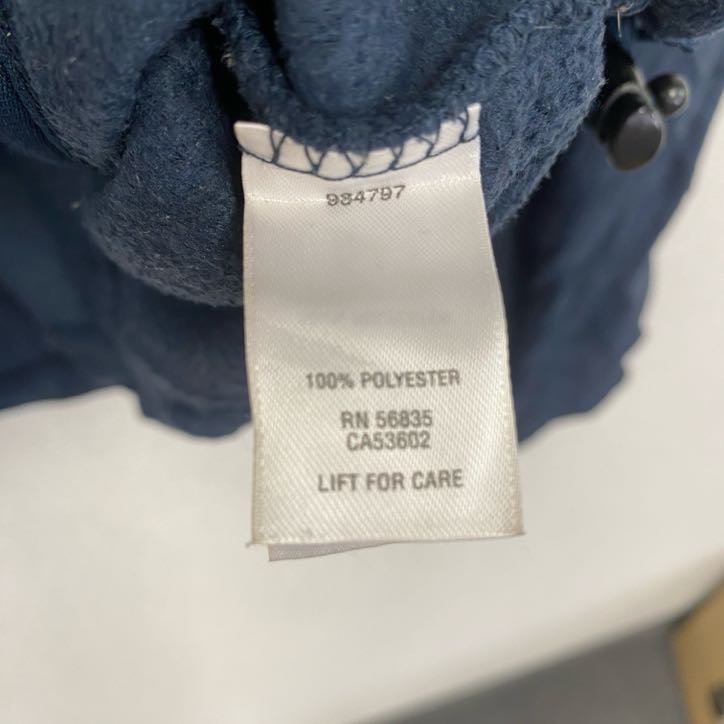 984797
100% POLYESTER
RN 56835
CA53602
LIFT FOR CARE